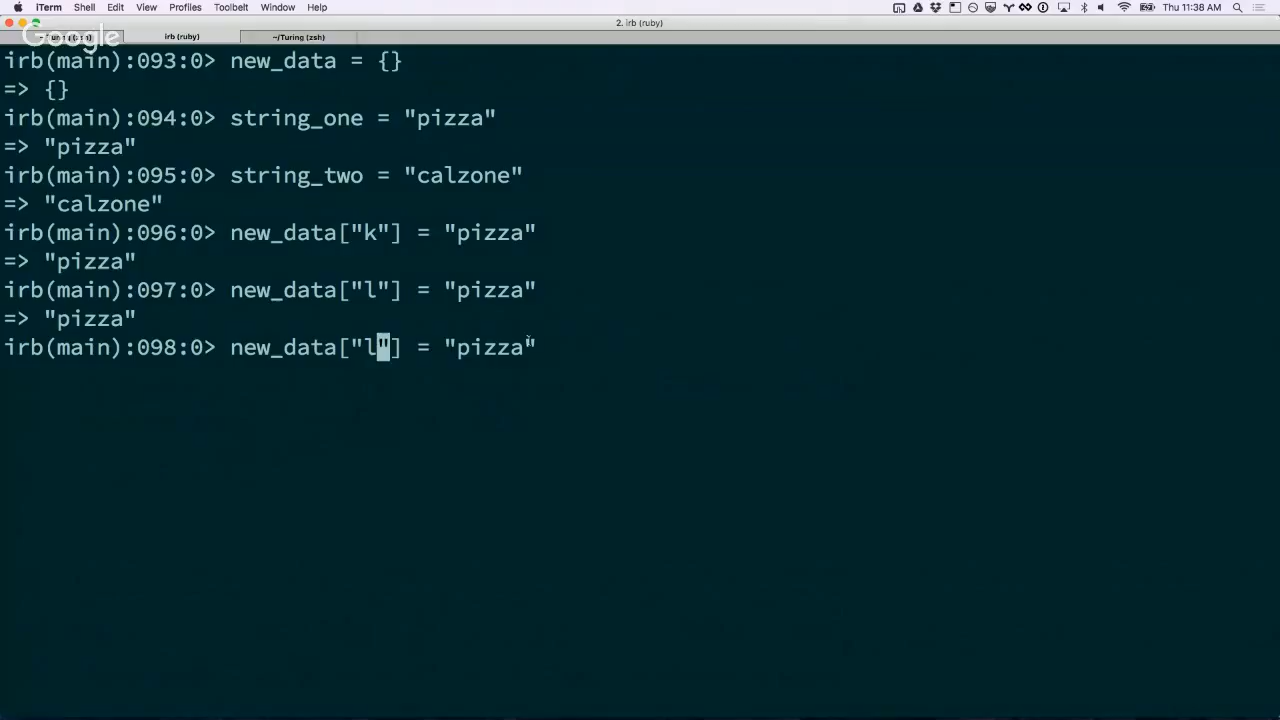 iTerm Shell Edit View Profiles Toolbelt Window Help Thu 11:38 AM
2. irb (ruby)
Google
~/Turing (zsh) irb (ruby) ~/Turing (zsh)
irb(main):093:0> new_data = {}
=> {}
irb(main):094:0> string_one = "pizza"
=> "pizza"
irb(main):095:0> string_two = "calzone"
=> "calzone"
irb(main):096:0> new_data["k"] = "pizza"
=> "pizza"
irb(main):097:0> new_data["l"] = "pizza"
=> "pizza"
irb(main):098:0> new_data["l"] = "pizza"